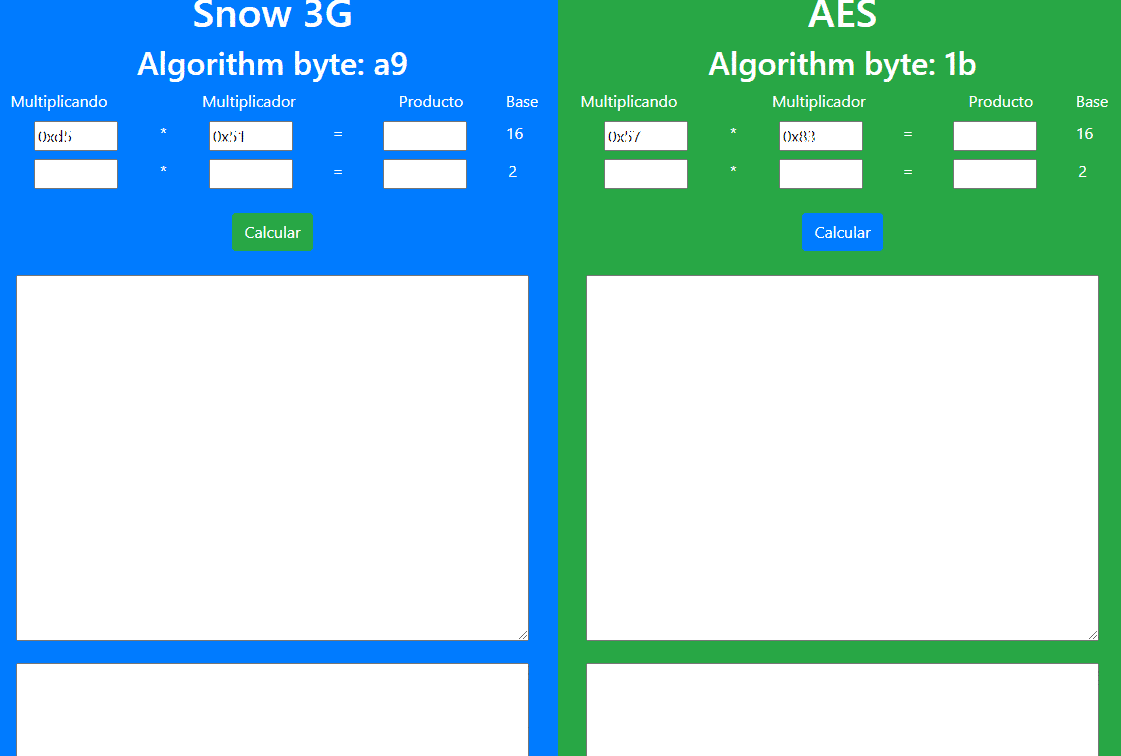 Snow 3G
Algorithm byte: a9
Multiplicando Multiplicador Producto Base
0xd5 * 0x51 = 16
* = 2
Calcular
AES
Algorithm byte: 1b
Multiplicando Multiplicador Producto Base
0x57 * 0x83 = 16
* = 2
Calcular